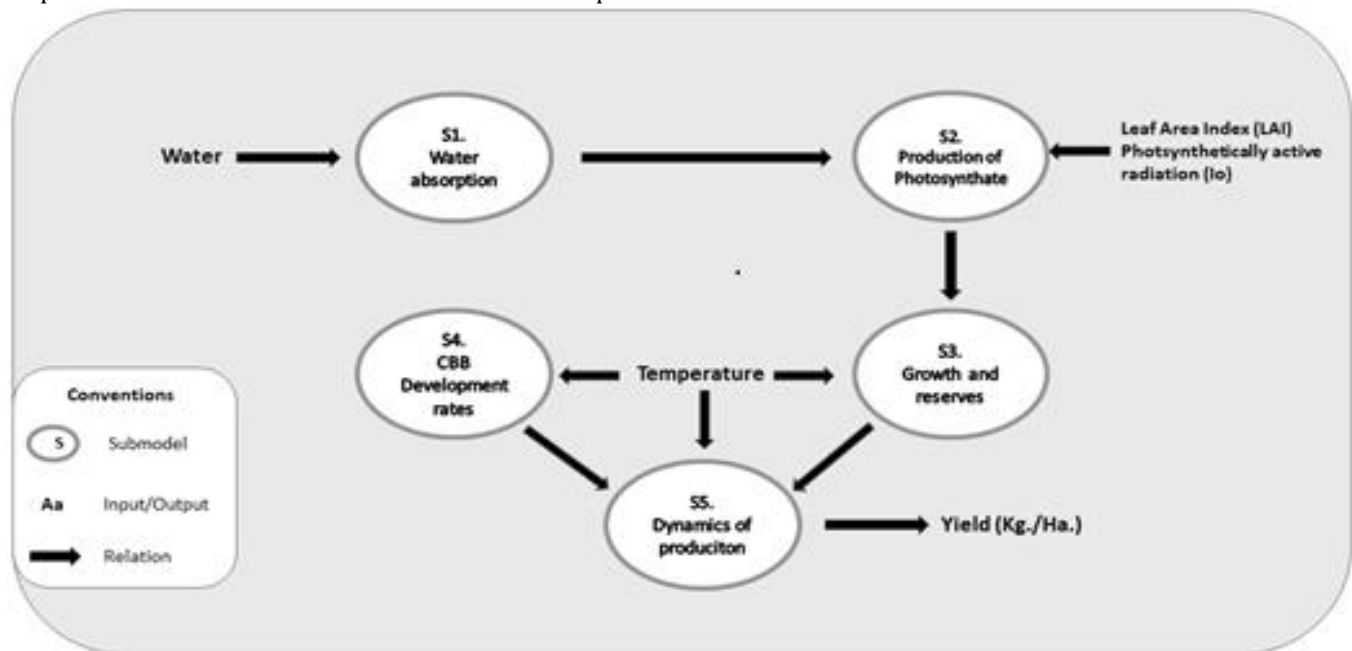 S1.
Water
absorption
S2.
Production of
Photosynthate
Water
Leaf Area Index (LAI)
Photsynthetically active
radiation (Io)
S4.
CBB
Development
rates
Temperature
S3.
Growth and
reserves
Conventions
S
Submodel
Aa
Input/Output
Relation
S5.
Dynamics of
produciton
Yield (Kg./Ha.)